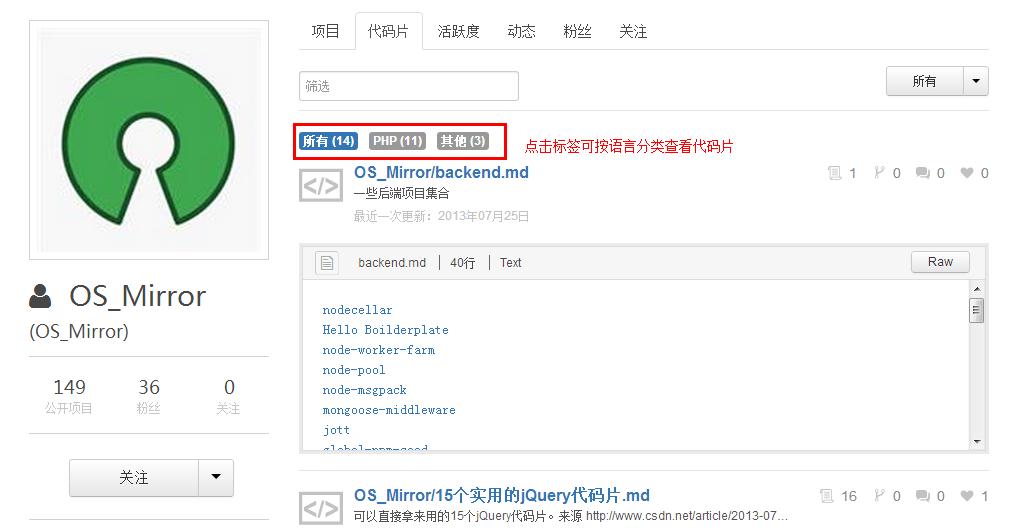 项目 代码片 活跃度 动态 粉丝 关注
筛选 所有
所有 (14) PHP (11) 其他 (3) 点击标签可按语言分类查看代码片
OS_Mirror/backend.md 1 0 0 0
一些后端项目集合
最近一次更新：2013年07月25日
backend.md 40行 Text Raw
nodecellar
Hello Boilderplate
node-worker-farm
node-pool
node-msgpack
mongoose-middleware
jott
global-npm-seed
OS_Mirror/15个实用的jQuery代码片.md 16 0 0 1
可以直接拿来用的15个jQuery代码片。来源 http://www.csdn.net/article/2013-07...
OS_Mirror
(OS_Mirror)
149 36 0
公开项目 粉丝 关注
关注